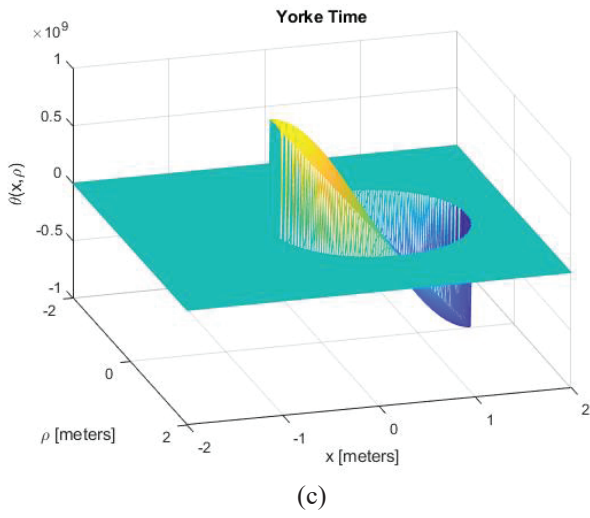 Yorke Time
×10⁹
1
0.5
0
-0.5
-1
θ(x,ρ)
-2
0
2
ρ [meters]
-2
-1
0
1
2
x [meters]
(c)